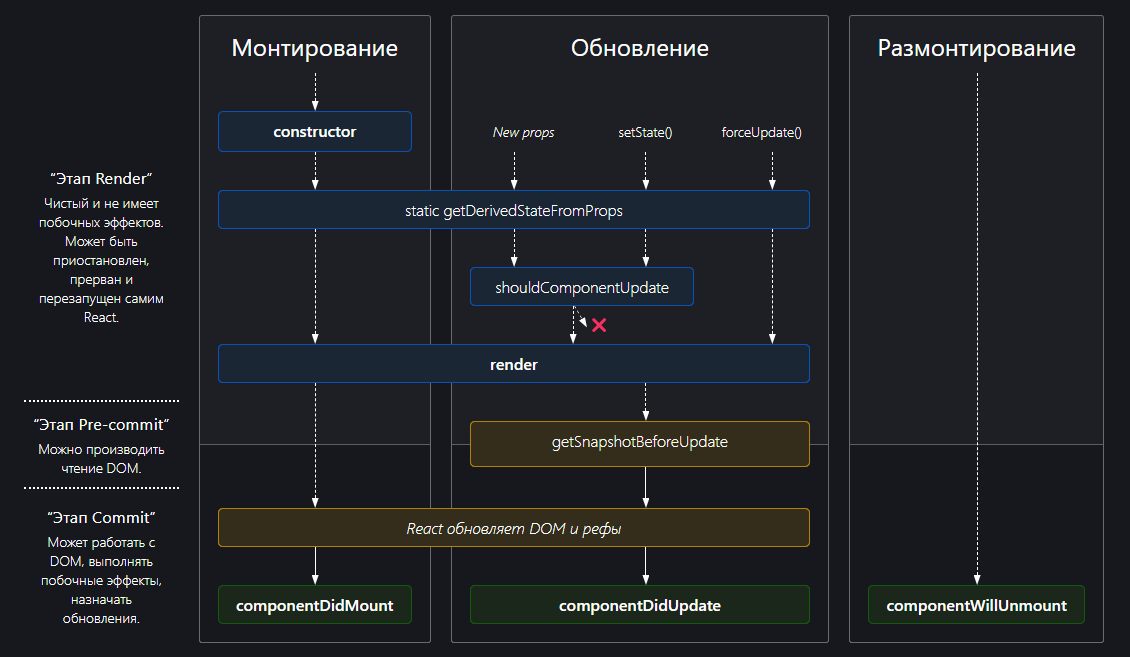 Монтирование
Обновление
Размонтирование
constructor
New props
setState()
forceUpdate()
“Этап Render”
Чистый и не имеет
побочных эффектов.
Может быть
приостановлен,
прерван и
перезапущен самим
React.
static getDerivedStateFromProps
shouldComponentUpdate
render
“Этап Pre-commit”
Можно производить
чтение DOM.
getSnapshotBeforeUpdate
“Этап Commit”
Может работать с
DOM, выполнять
побочные эффекты,
назначать
обновления.
React обновляет DOM и рефы
componentDidMount
componentDidUpdate
componentWillUnmount